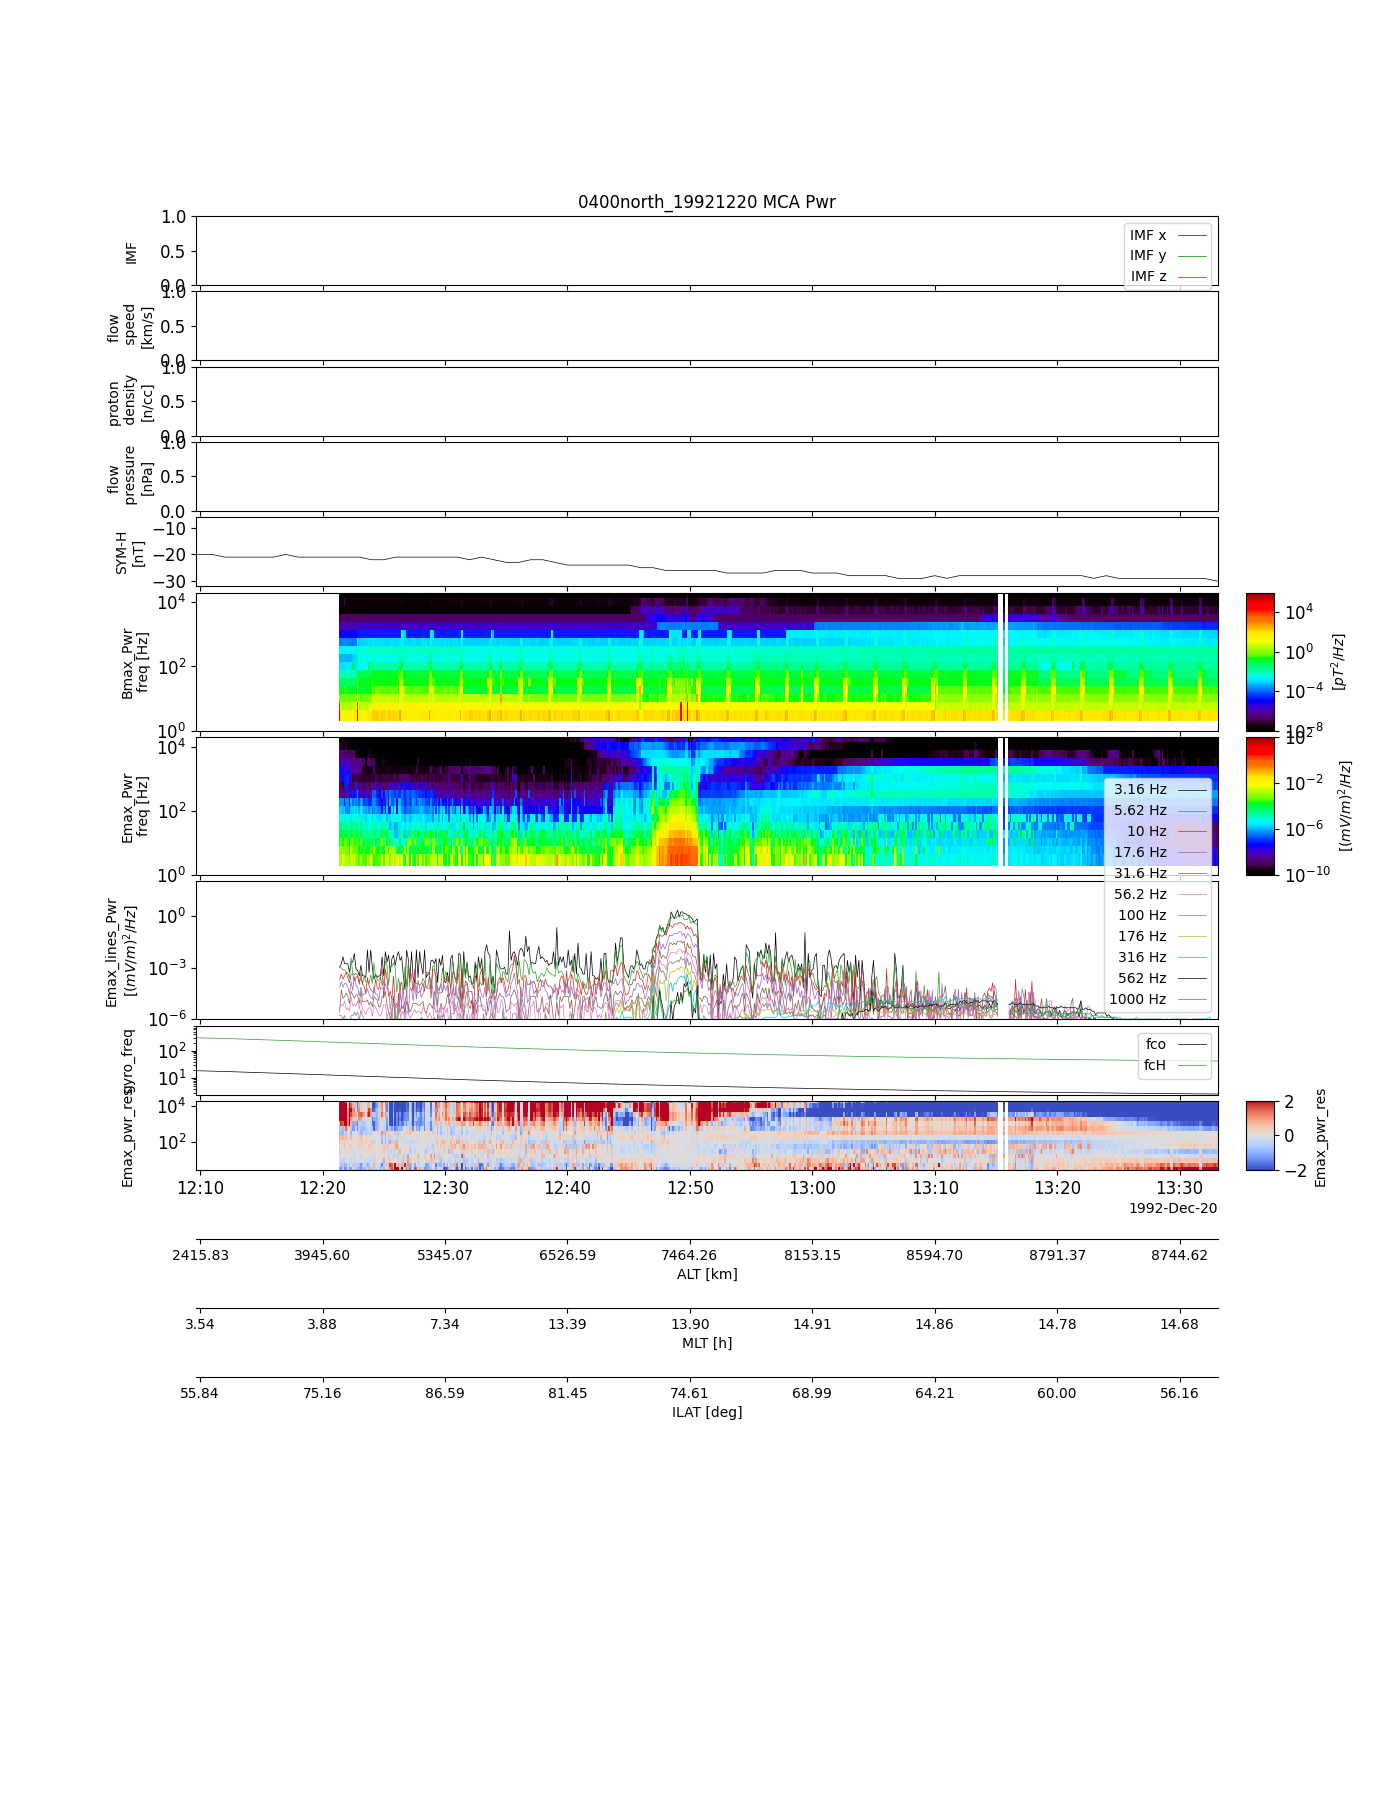 0400north_19921220 MCA Pwr
1.0
0.5
0.0
IMF
IMF x
IMF y
IMF z
1.0
0.5
0.0
flow
speed
[km/s]
1.0
0.5
0.0
proton
density
[n/cc]
1.0
0.5
0.0
flow
pressure
[nPa]
−10
−20
−30
SYM-H
[nT]
10^4
10^2
10^0
Bmax_Pwr
freq [Hz]
10^4
10^0
10^−4
10^−8
[pT^2/Hz]
10^4
10^2
10^0
Emax_Pwr
freq [Hz]
10^2
10^−2
10^−6
10^−10
[(mV/m)^2/Hz]
3.16 Hz
5.62 Hz
10 Hz
17.6 Hz
31.6 Hz
56.2 Hz
100 Hz
176 Hz
316 Hz
562 Hz
1000 Hz
10^0
10^−3
10^−6
Emax_lines_Pwr
[(mV/m)^2/Hz]
10^2
10^1
gyro_freq
fco
fcH
10^4
10^2
Emax_pwr_res
2
0
−2
Emax_pwr_res
12:10 12:20 12:30 12:40 12:50 13:00 13:10 13:20 13:30
1992-Dec-20
2415.83 3945.60 5345.07 6526.59 7464.26 8153.15 8594.70 8791.37 8744.62
ALT [km]
3.54 3.88 7.34 13.39 13.90 14.91 14.86 14.78 14.68
MLT [h]
55.84 75.16 86.59 81.45 74.61 68.99 64.21 60.00 56.16
ILAT [deg]